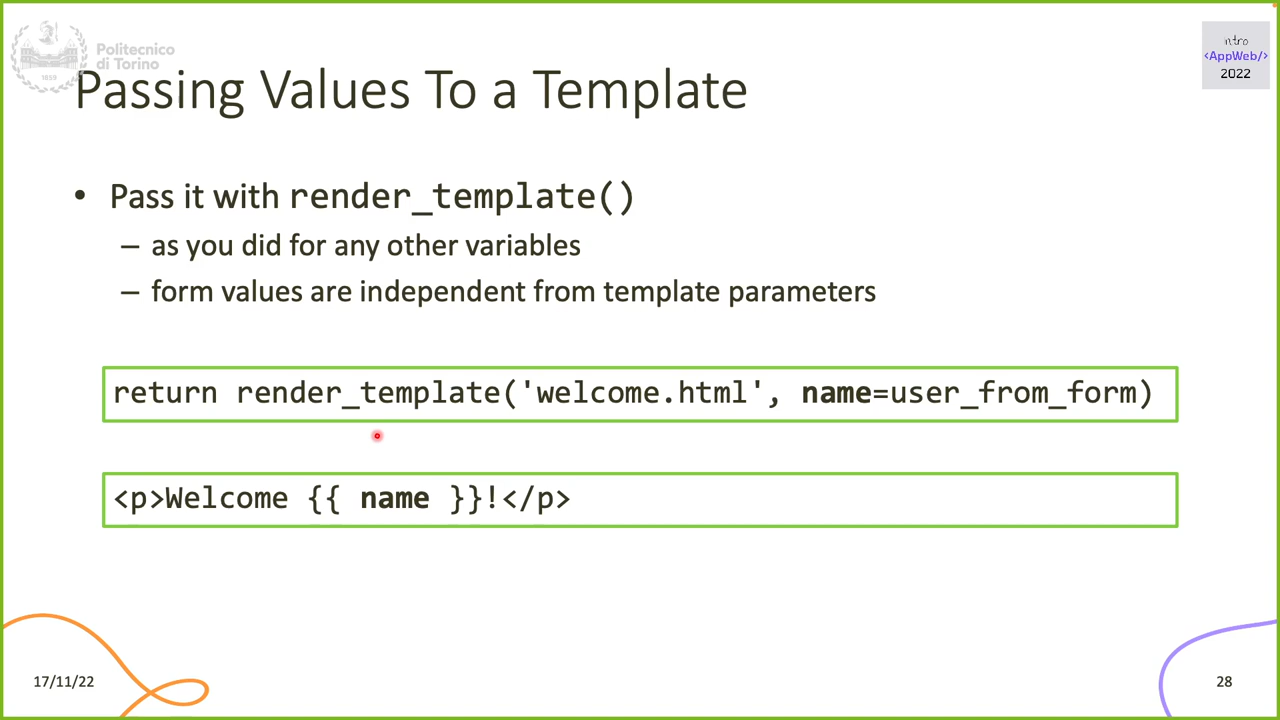 Politecnico
di Torino
1859
intro
<AppWeb/>
2022
Passing Values To a Template
• Pass it with render_template()
– as you did for any other variables
– form values are independent from template parameters
return render_template('welcome.html', name=user_from_form)
<p>Welcome {{ name }}!</p>
17/11/22
28